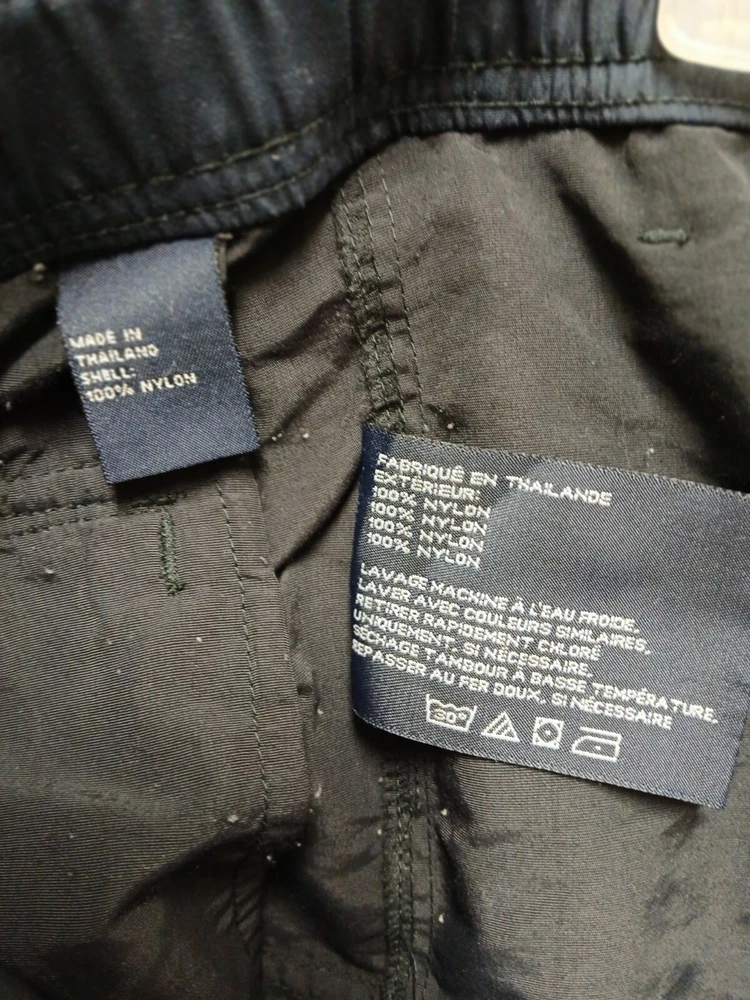 MADE IN
THAILAND
SHELL:
100% NYLON
FABRIQUÉ EN THAILANDE
EXTÉRIEUR:
100% NYLON
100% NYLON
100% NYLON
100% NYLON
LAVAGE MACHINE À L'EAU FROIDE.
LAVER AVEC COULEURS SIMILAIRES.
RETIRER RAPIDEMENT CHLORÉ
UNIQUEMENT, SI NÉCESSAIRE.
SÉCHAGE TAMBOUR À BASSE TEMPÉRATURE.
REPASSER AU FER DOUX, SI NÉCESSAIRE
30°